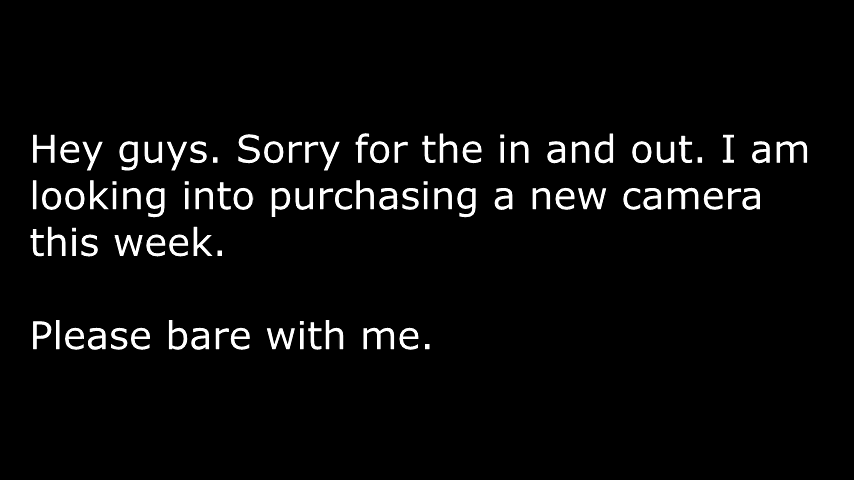 Hey guys. Sorry for the in and out. I am
looking into purchasing a new camera
this week.
Please bare with me.